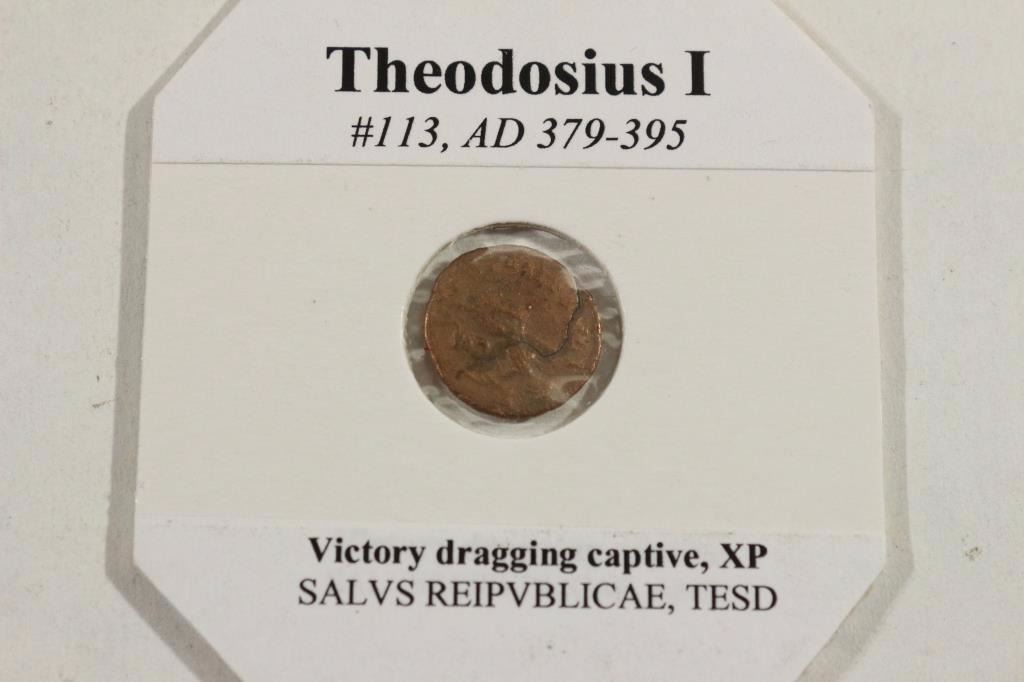 Theodosius I
#113, AD 379-395
Victory dragging captive, XP
SALVS REIPVBLICAE, TESD